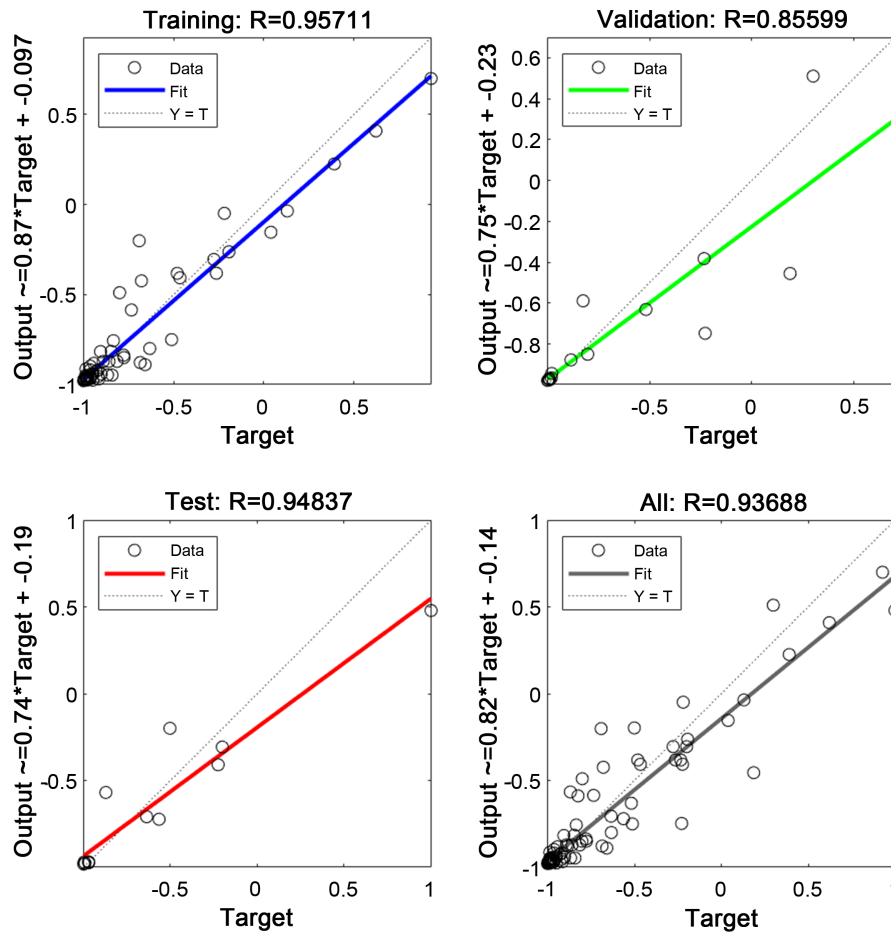 Training: R=0.95711
Output ~=0.87*Target + -0.097
Data
Fit
Y = T
0.5
0
-0.5
-1
-1 -0.5 0 0.5
Target
Validation: R=0.85599
Output ~=0.75*Target + -0.23
Data
Fit
Y = T
0.6
0.4
0.2
0
-0.2
-0.4
-0.6
-0.8
-0.5 0 0.5
Target
Test: R=0.94837
Output ~=0.74*Target + -0.19
Data
Fit
Y = T
1
0.5
0
-0.5
-0.5 0 0.5 1
Target
All: R=0.93688
Output ~=0.82*Target + -0.14
Data
Fit
Y = T
1
0.5
0
-0.5
-1
-1 -0.5 0 0.5
Target